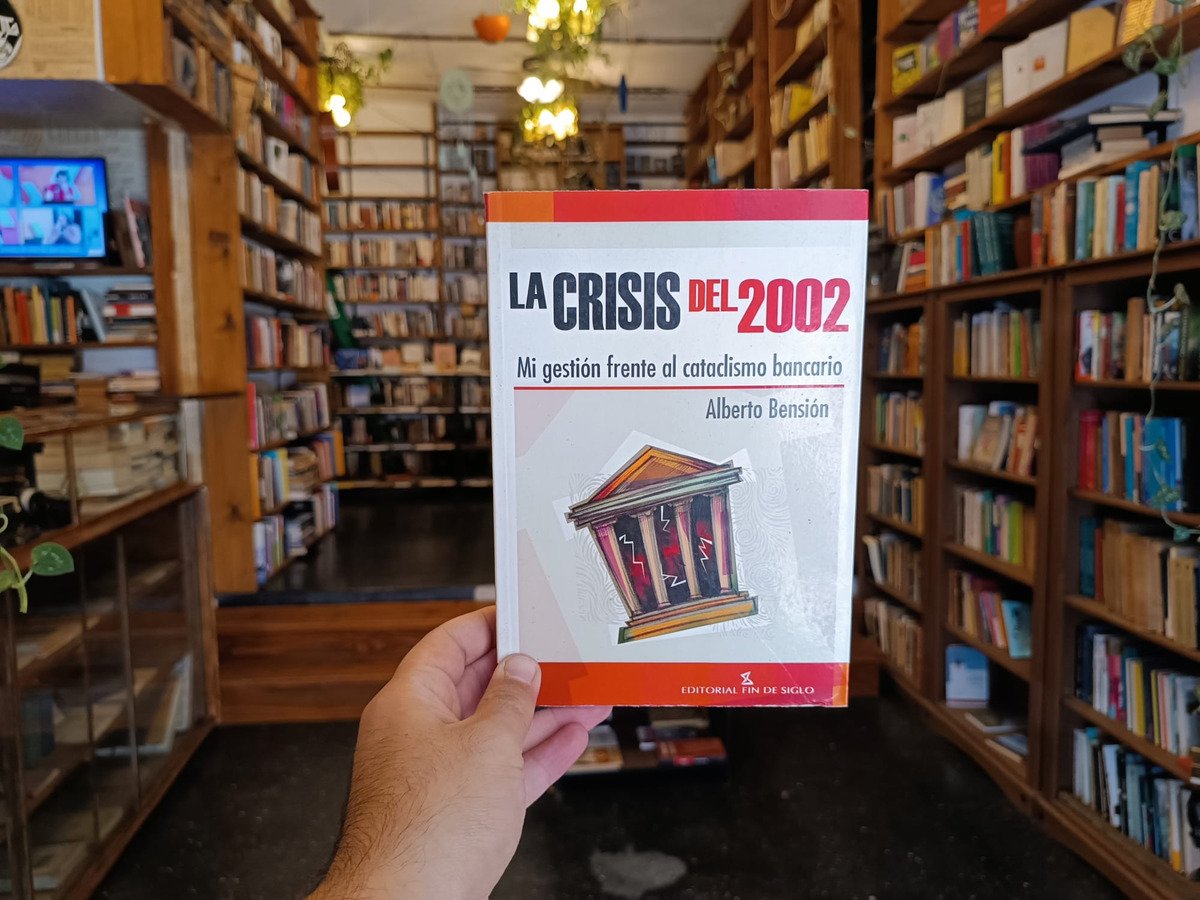 LA CRISIS DEL 2002
Mi gestión frente al cataclismo bancario
Alberto Bensión
EDITORIAL FIN DE SIGLO